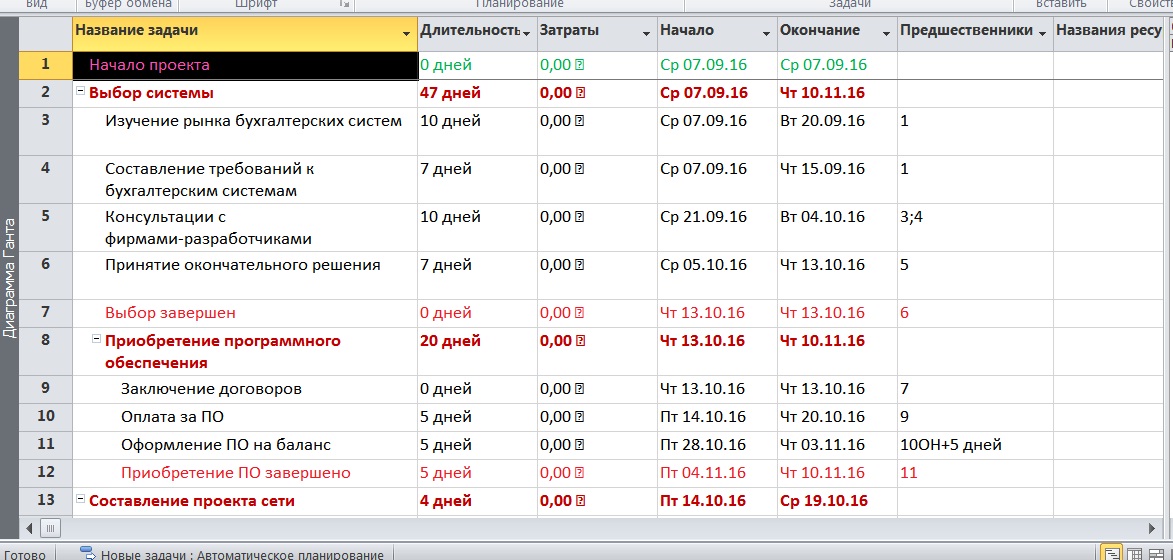 Вид Буфер обмена Шрифт Планирование Задачи Вставить Свойств
Название задачи Длительность Затраты Начало Окончание Предшественники Названия ресу
1 Начало проекта 0 дней 0,00 Ср 07.09.16 Ср 07.09.16
2 Выбор системы 47 дней 0,00 Ср 07.09.16 Чт 10.11.16
3 Изучение рынка бухгалтерских систем 10 дней 0,00 Ср 07.09.16 Вт 20.09.16 1
4 Составление требований к 7 дней 0,00 Ср 07.09.16 Чт 15.09.16 1
бухгалтерским системам
5 Консультации с 10 дней 0,00 Ср 21.09.16 Вт 04.10.16 3;4
фирмами-разработчиками
6 Принятие окончательного решения 7 дней 0,00 Ср 05.10.16 Чт 13.10.16 5
7 Выбор завершен 0 дней 0,00 Чт 13.10.16 Чт 13.10.16 6
8 Приобретение программного 20 дней 0,00 Чт 13.10.16 Чт 10.11.16
обеспечения
9 Заключение договоров 0 дней 0,00 Чт 13.10.16 Чт 13.10.16 7
10 Оплата за ПО 5 дней 0,00 Пт 14.10.16 Чт 20.10.16 9
11 Оформление ПО на баланс 5 дней 0,00 Пт 28.10.16 Чт 03.11.16 10ОН+5 дней
12 Приобретение ПО завершено 5 дней 0,00 Пт 04.11.16 Чт 10.11.16 11
13 Составление проекта сети 4 дней 0,00 Пт 14.10.16 Ср 19.10.16
Диаграмма Ганта
Готово Новые задачи : Автоматическое планирование